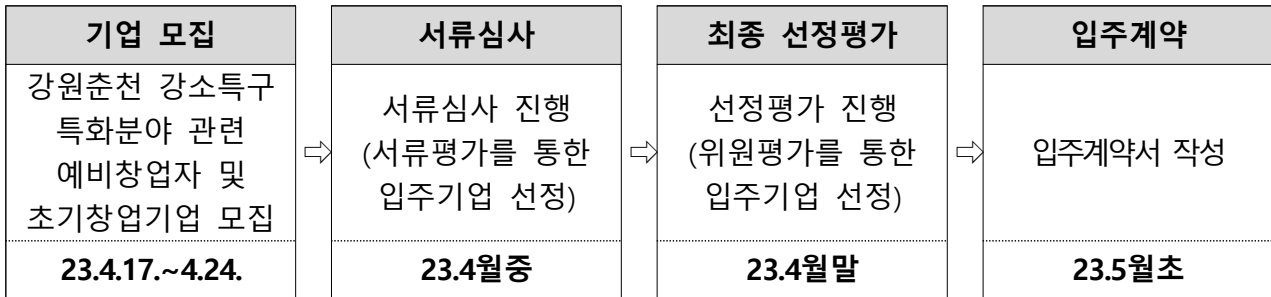 기업 모집
강원춘천 강소특구
특화분야 관련
예비창업자 및
초기창업기업 모집
23.4.17.~4.24.
⇨
서류심사
서류심사 진행
(서류평가를 통한
입주기업 선정)
23.4월중
⇨
최종 선정평가
선정평가 진행
(위원평가를 통한
입주기업 선정)
23.4월말
⇨
입주계약
입주계약서 작성
23.5월초